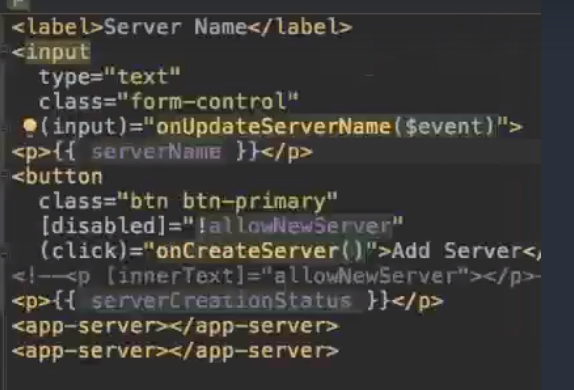 <label>Server Name</label>
<input
type="text"
class="form-control"
(input)="onUpdateServerName($event)">
<p>{{ serverName }}</p>
<button
class="btn btn-primary"
[disabled]="!allowNewServer"
(click)="onCreateServer()">Add Server</
<!--<p [innerText]="allowNewServer"></p>
<p>{{ serverCreationStatus }}</p>
<app-server></app-server>
<app-server></app-server>